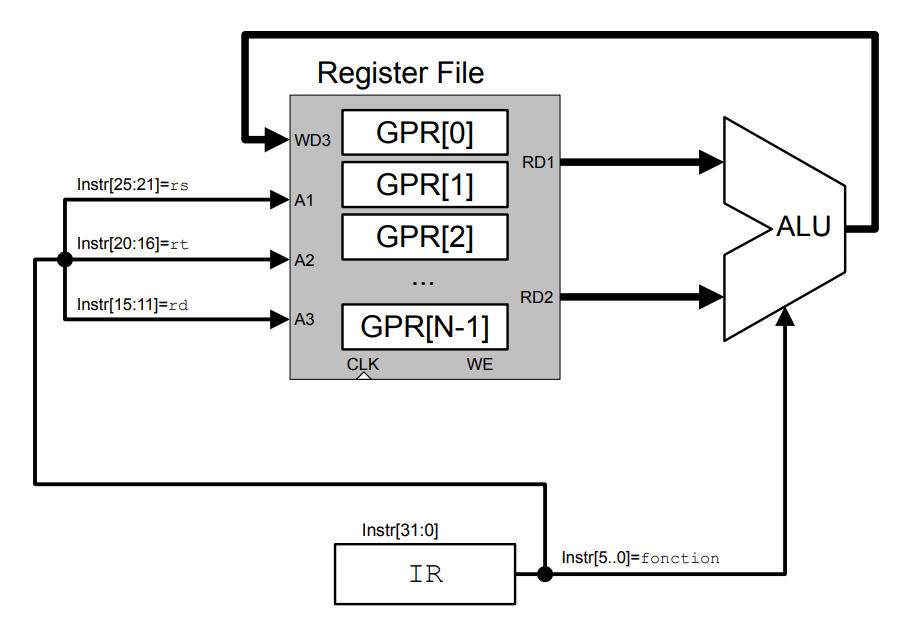 Register File
WD3
GPR[0]
RD1
Instr[25:21]=rs
A1
GPR[1]
Instr[20:16]=rt
A2
GPR[2]
ALU
...
Instr[15:11]=rd
A3
RD2
GPR[N-1]
CLK
WE
Instr[31:0]
IR
Instr[5..0]=fonction